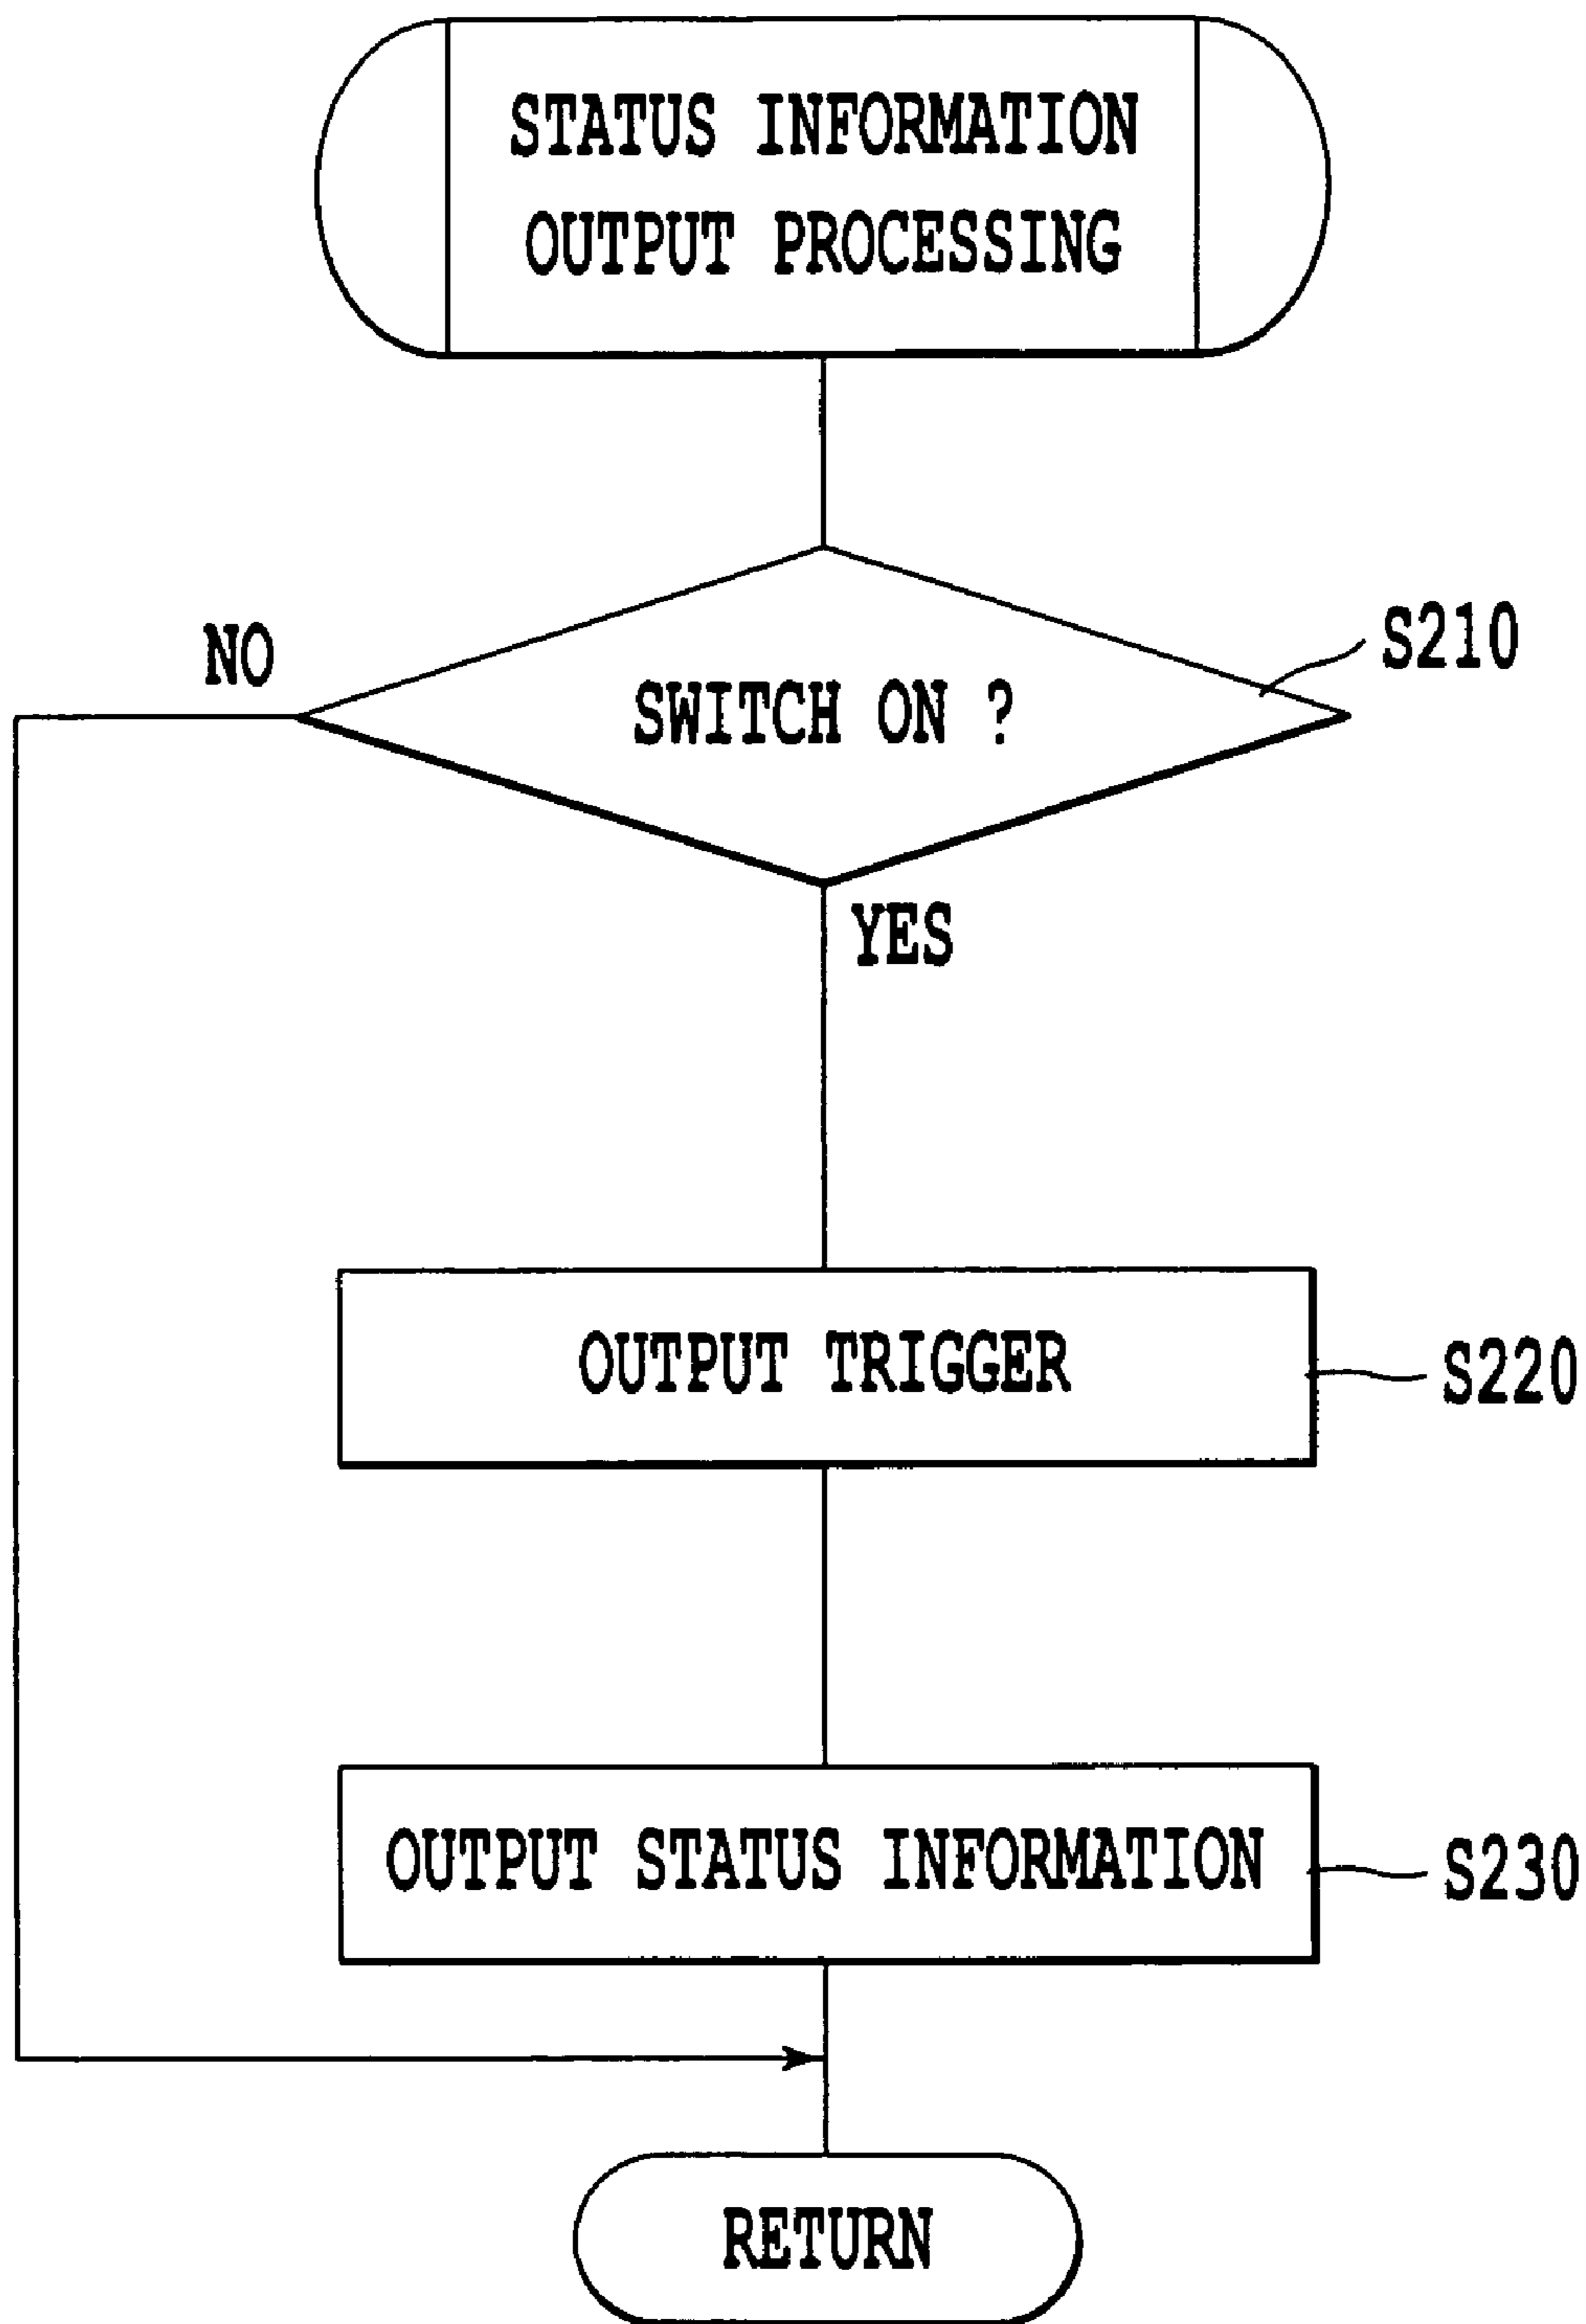 STATUS INFORMATION
OUTPUT PROCESSING
NO
SWITCH ON ?
S210
YES
OUTPUT TRIGGER
S220
OUTPUT STATUS INFORMATION
S230
RETURN